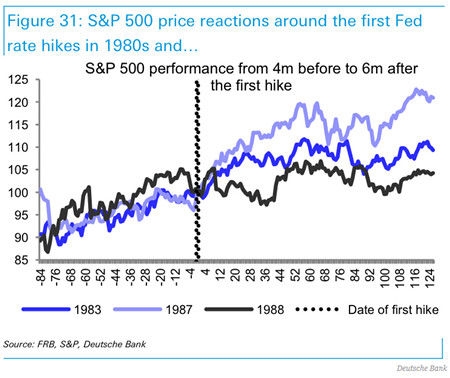 Figure 31: S&P 500 price reactions around the first Fed
rate hikes in 1980s and…
S&P 500 performance from 4m before to 6m after
the first hike
125
120
115
110
105
100
95
90
85
-84 -76 -68 -60 -52 -44 -36 -28 -20 -12 -4 4 12 20 28 36 44 52 60 68 76 84 92 100 108 116 124
1983 1987 1988 Date of first hike
Source: FRB, S&P, Deutsche Bank
Deutsche Bank